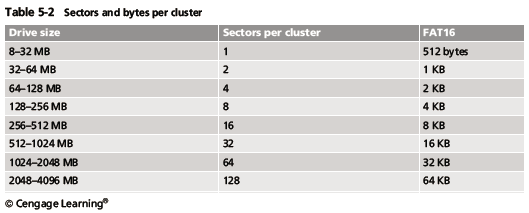 Table 5-2 Sectors and bytes per cluster
Drive size Sectors per cluster FAT16
8–32 MB 1 512 bytes
32–64 MB 2 1 KB
64–128 MB 4 2 KB
128–256 MB 8 4 KB
256–512 MB 16 8 KB
512–1024 MB 32 16 KB
1024–2048 MB 64 32 KB
2048–4096 MB 128 64 KB
© Cengage Learning®